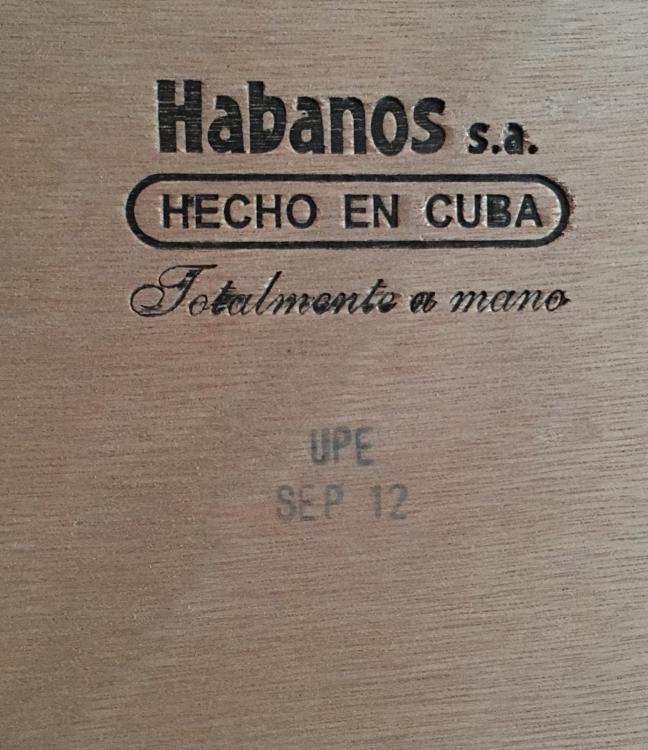 Habanos s.a.
HECHO EN CUBA
Totalmente a mano
UPE
SEP 12